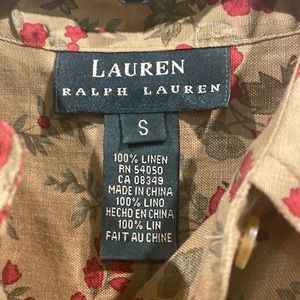 LAUREN
RALPH LAUREN
S
100% LINEN
RN 54050
CA 08349
MADE IN CHINA
100% LINO
HECHO EN CHINA
100% LIN
FAIT AU CHINE